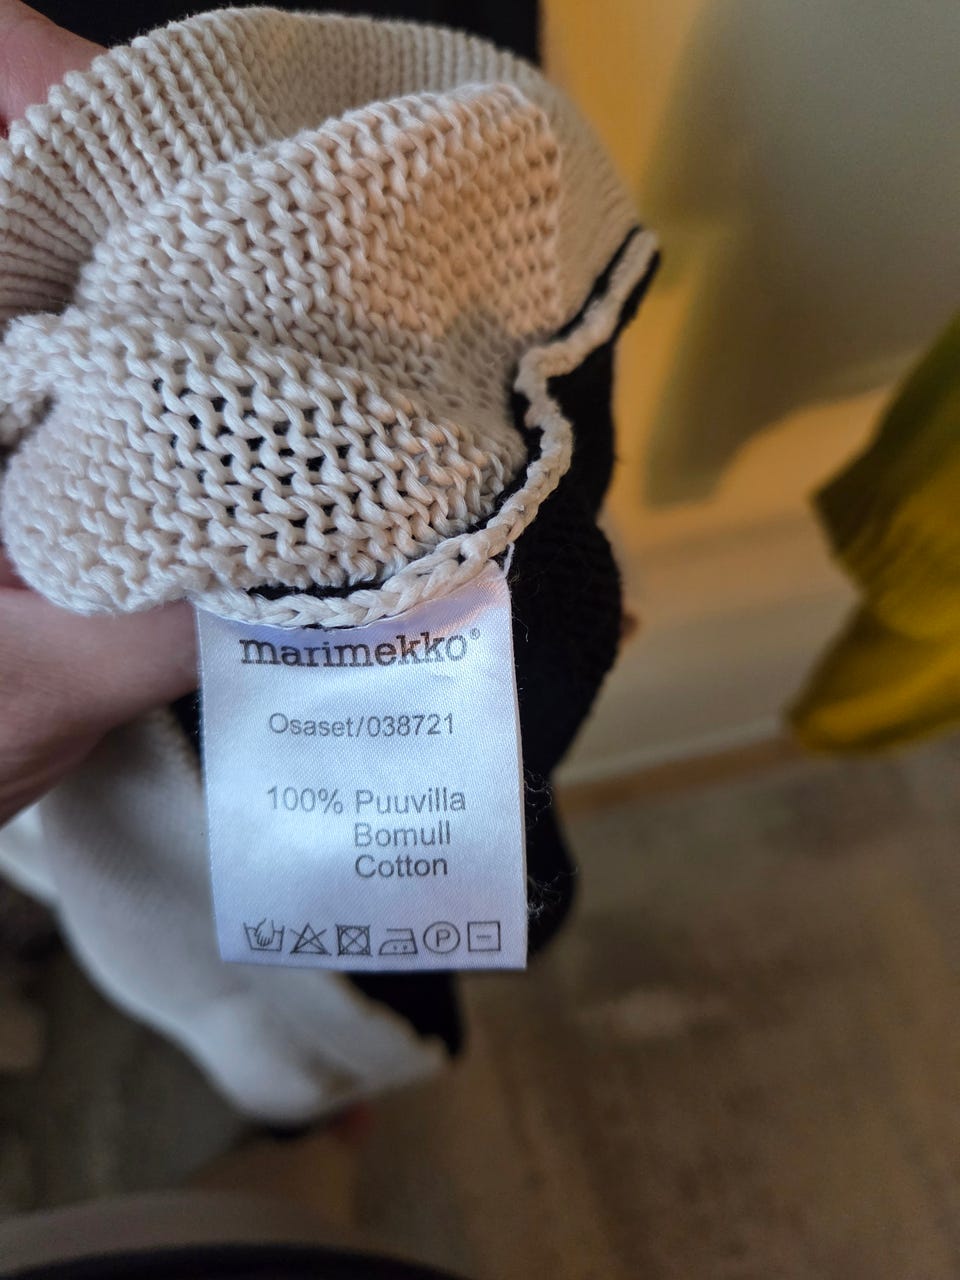 marimekko®
Osaset/038721
100% Puuvilla
Bomull
Cotton
P